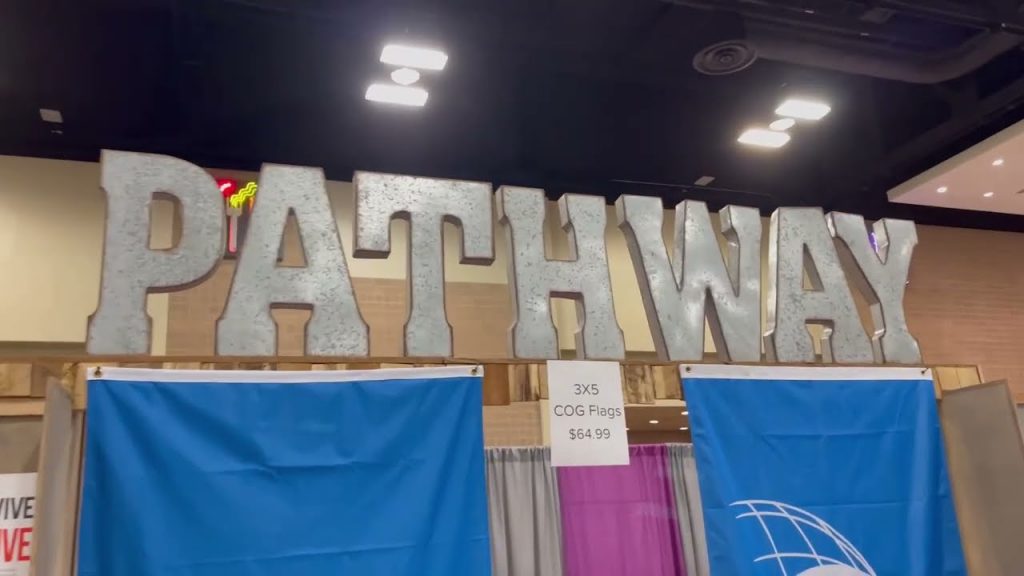 PATHWAY
3X5
COG Flags
$64.99